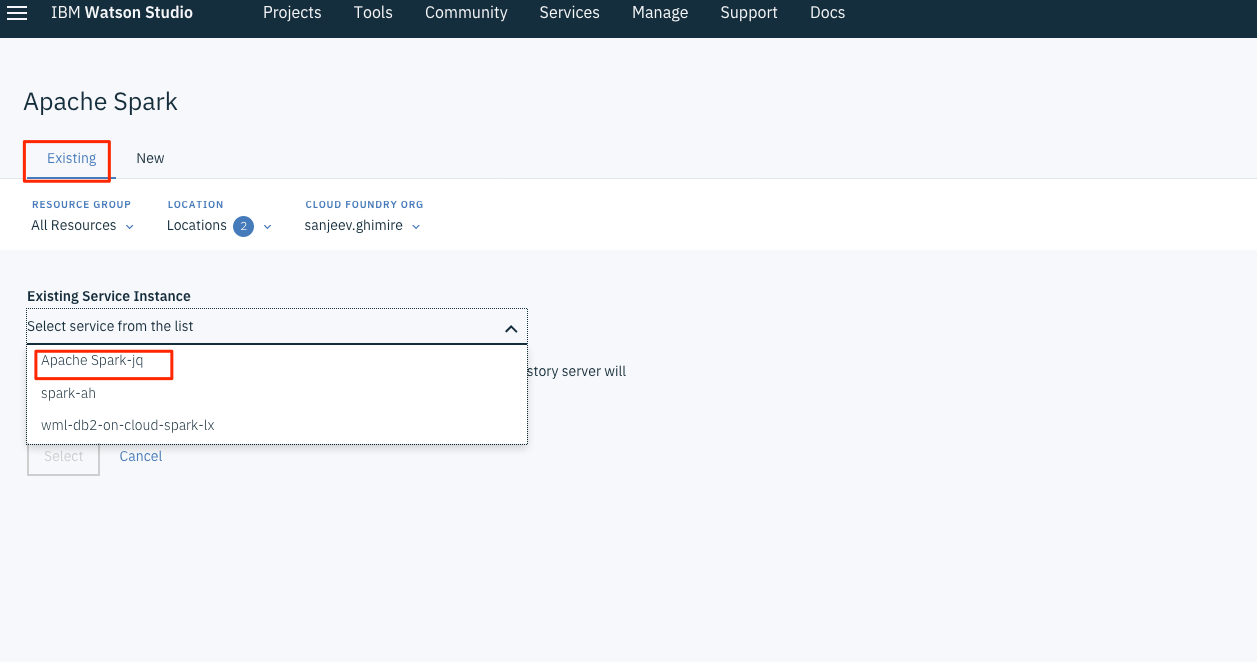 IBM Watson Studio Projects Tools Community Services Manage Support Docs
Apache Spark
Existing New
RESOURCE GROUP LOCATION CLOUD FOUNDRY ORG
All Resources Locations 2 sanjeev.ghimire
Existing Service Instance
Select service from the list
Apache Spark-jq
story server will
spark-ah
wml-db2-on-cloud-spark-lx
Select Cancel